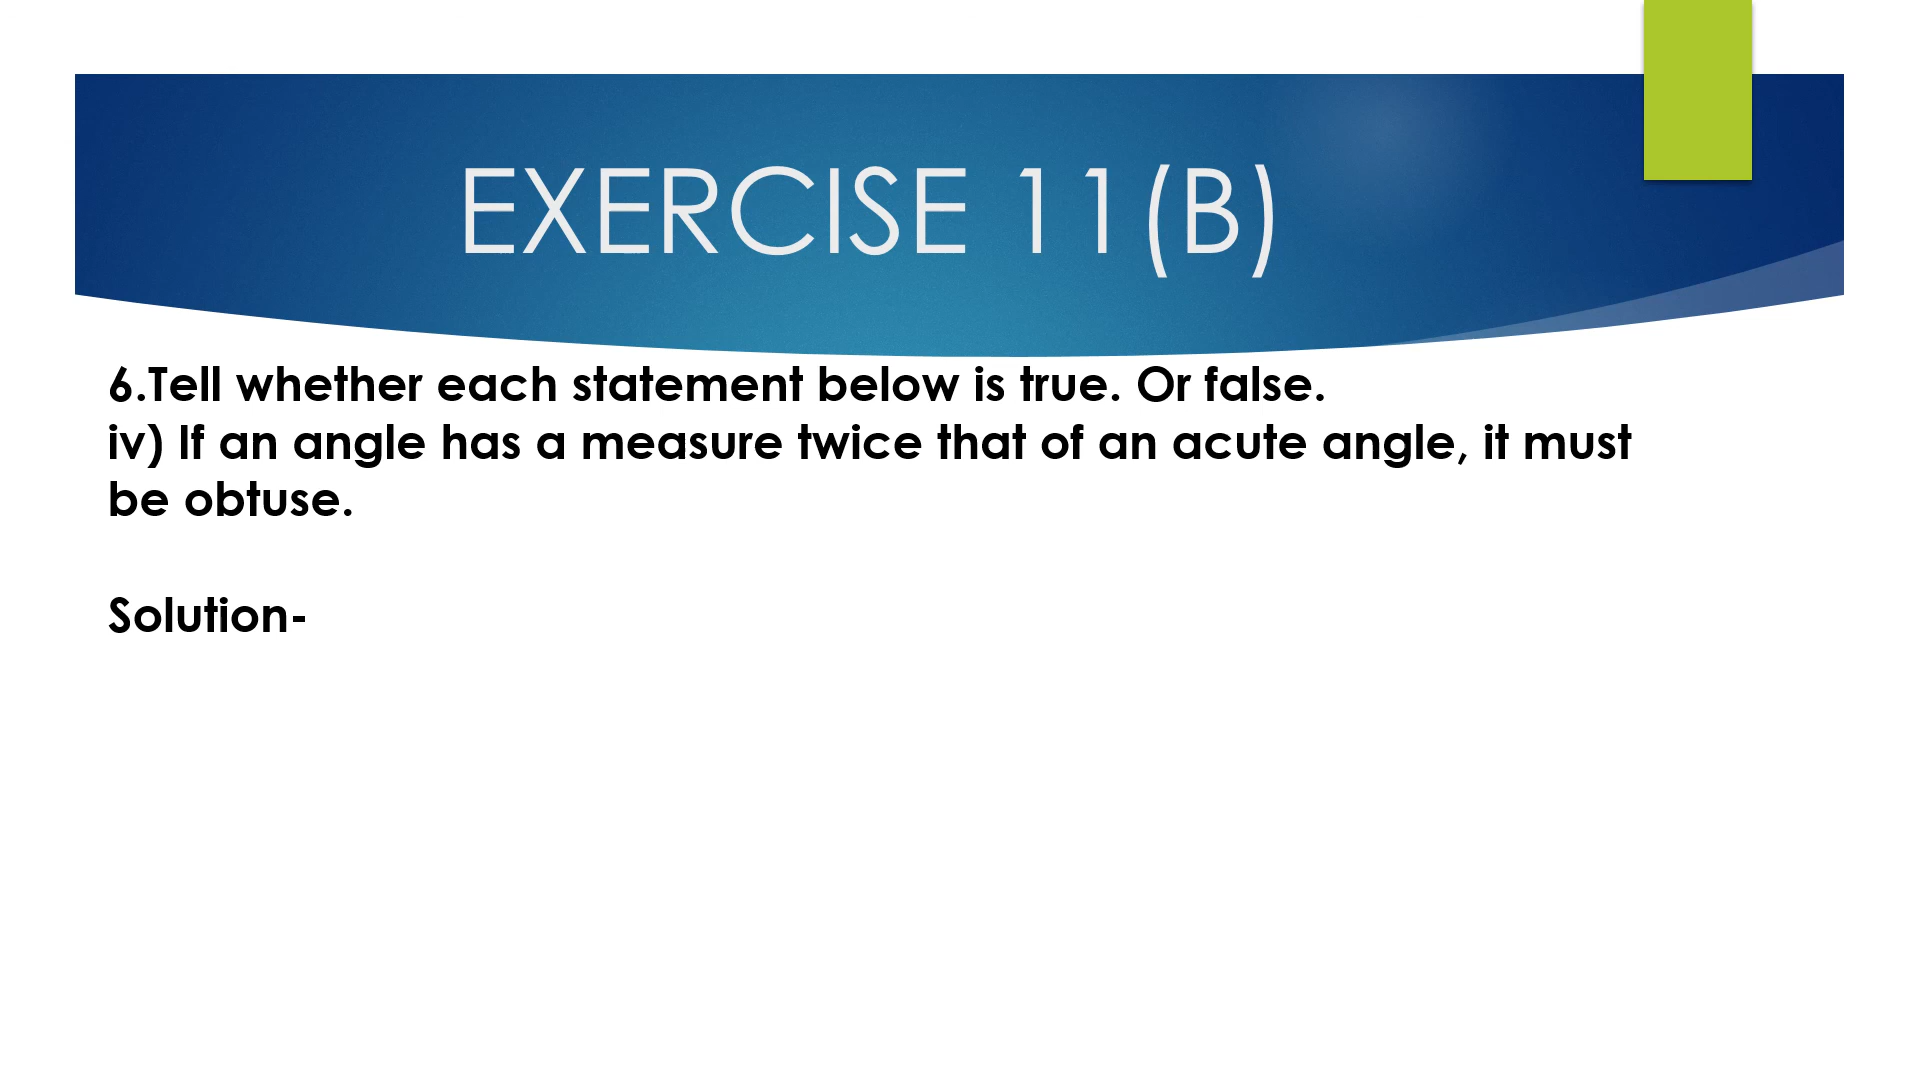 EXERCISE 11(B)
6.Tell whether each statement below is true. Or false.
iv) If an angle has a measure twice that of an acute angle, it must
be obtuse.
Solution-